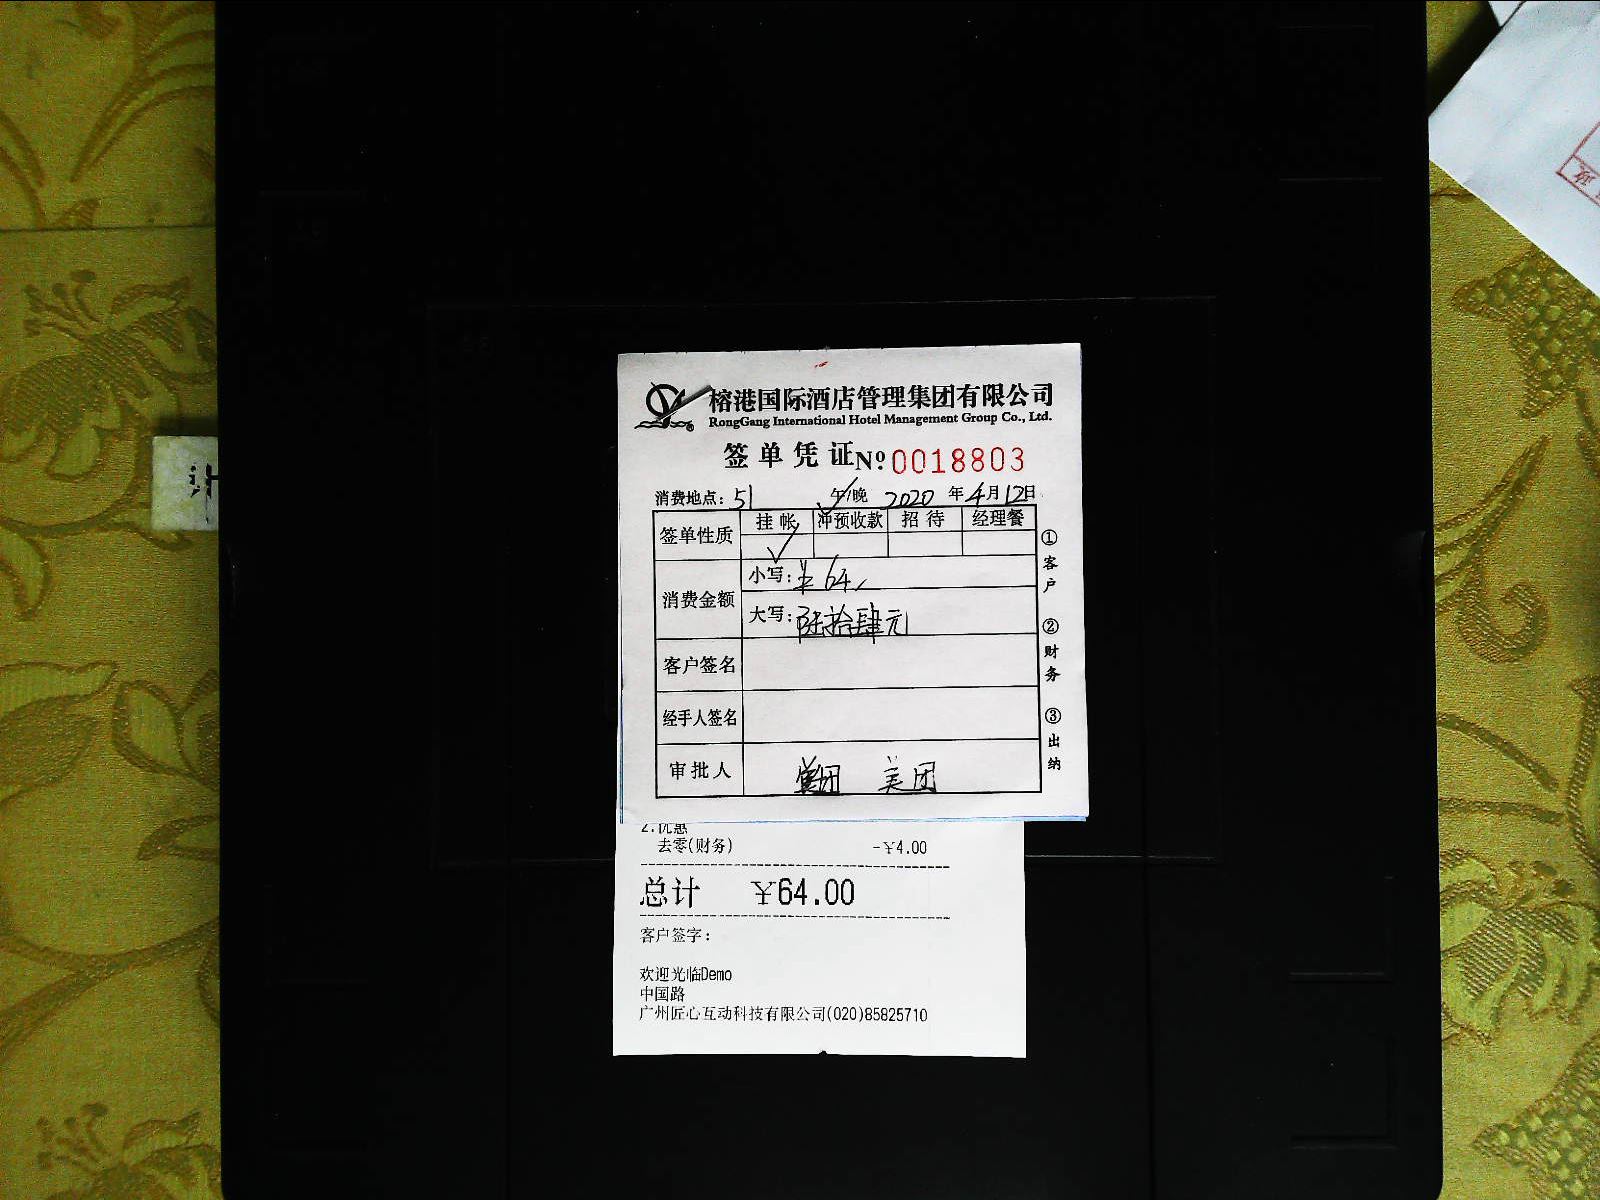 榕港国际酒店管理集团有限公司
RongGang International Hotel Management Group Co., Ltd.
签单凭证 Nº 0018803
消费地点: 51 午/晚 2020 年 4 月 12 日
签单性质 挂帐 冲预收款 招待 经理餐
消费金额 小写: ¥ 64
大写: 陆拾肆元
客户签名
经手人签名
审批人 美团
①客户 ②财务 ③出纳
2.优惠
去零(财务) -¥4.00
总计 ¥64.00
客户签字:
欢迎光临Demo
中国路
广州匠心互动科技有限公司(020)85825710